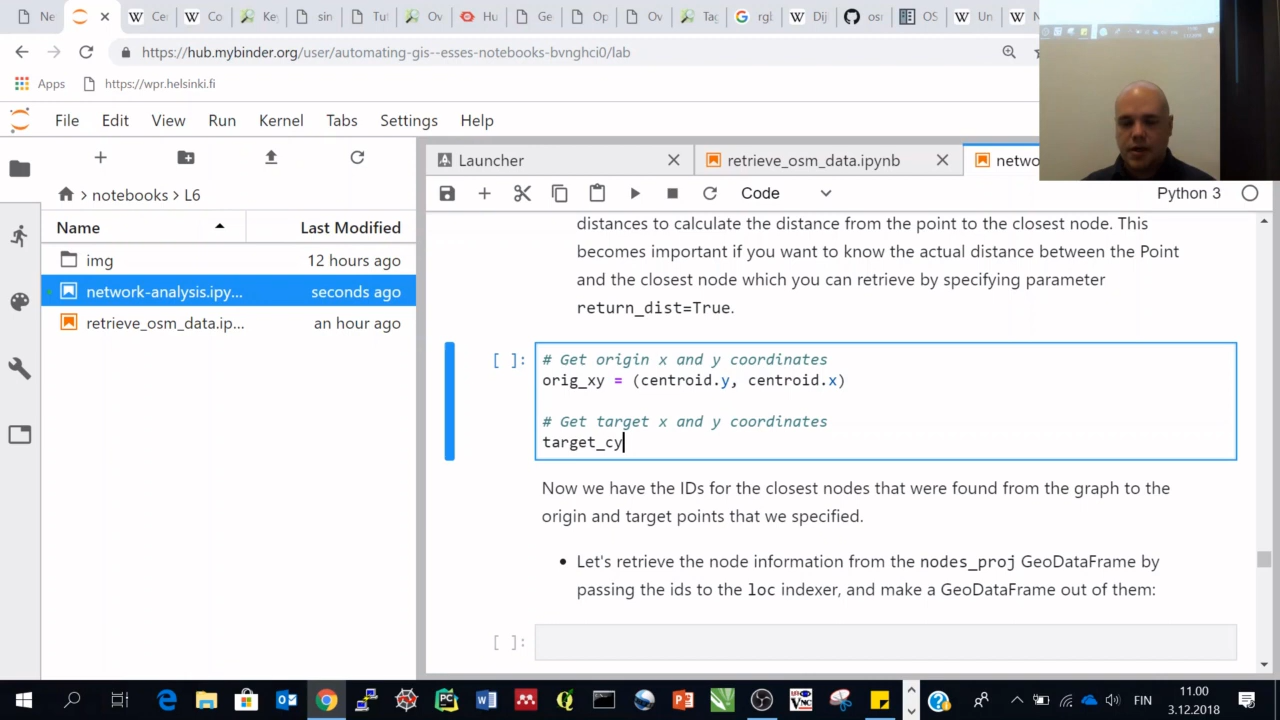 Ne
Ce
Co
Ke
sin
Tu
Ov
Hu
Ge
Op
Ov
Tag
rgl
Dij
osn
OS
Un
N
https://hub.mybinder.org/user/automating-gis--esses-notebooks-bvnghci0/lab
Apps
https://wpr.helsinki.fi
File Edit View Run Kernel Tabs Settings Help
Launcher
retrieve_osm_data.ipynb
netwo
notebooks > L6
Code
Python 3
Name
Last Modified
img
12 hours ago
network-analysis.ipy...
seconds ago
retrieve_osm_data.ip...
an hour ago
distances to calculate the distance from the point to the closest node. This
becomes important if you want to know the actual distance between the Point
and the closest node which you can retrieve by specifying parameter
return_dist=True.
[ ]:
# Get origin x and y coordinates
orig_xy = (centroid.y, centroid.x)
# Get target x and y coordinates
target_cy
Now we have the IDs for the closest nodes that were found from the graph to the
origin and target points that we specified.
• Let's retrieve the node information from the nodes_proj GeoDataFrame by
passing the ids to the loc indexer, and make a GeoDataFrame out of them:
[ ]:
FIN
11.00
3.12.2018